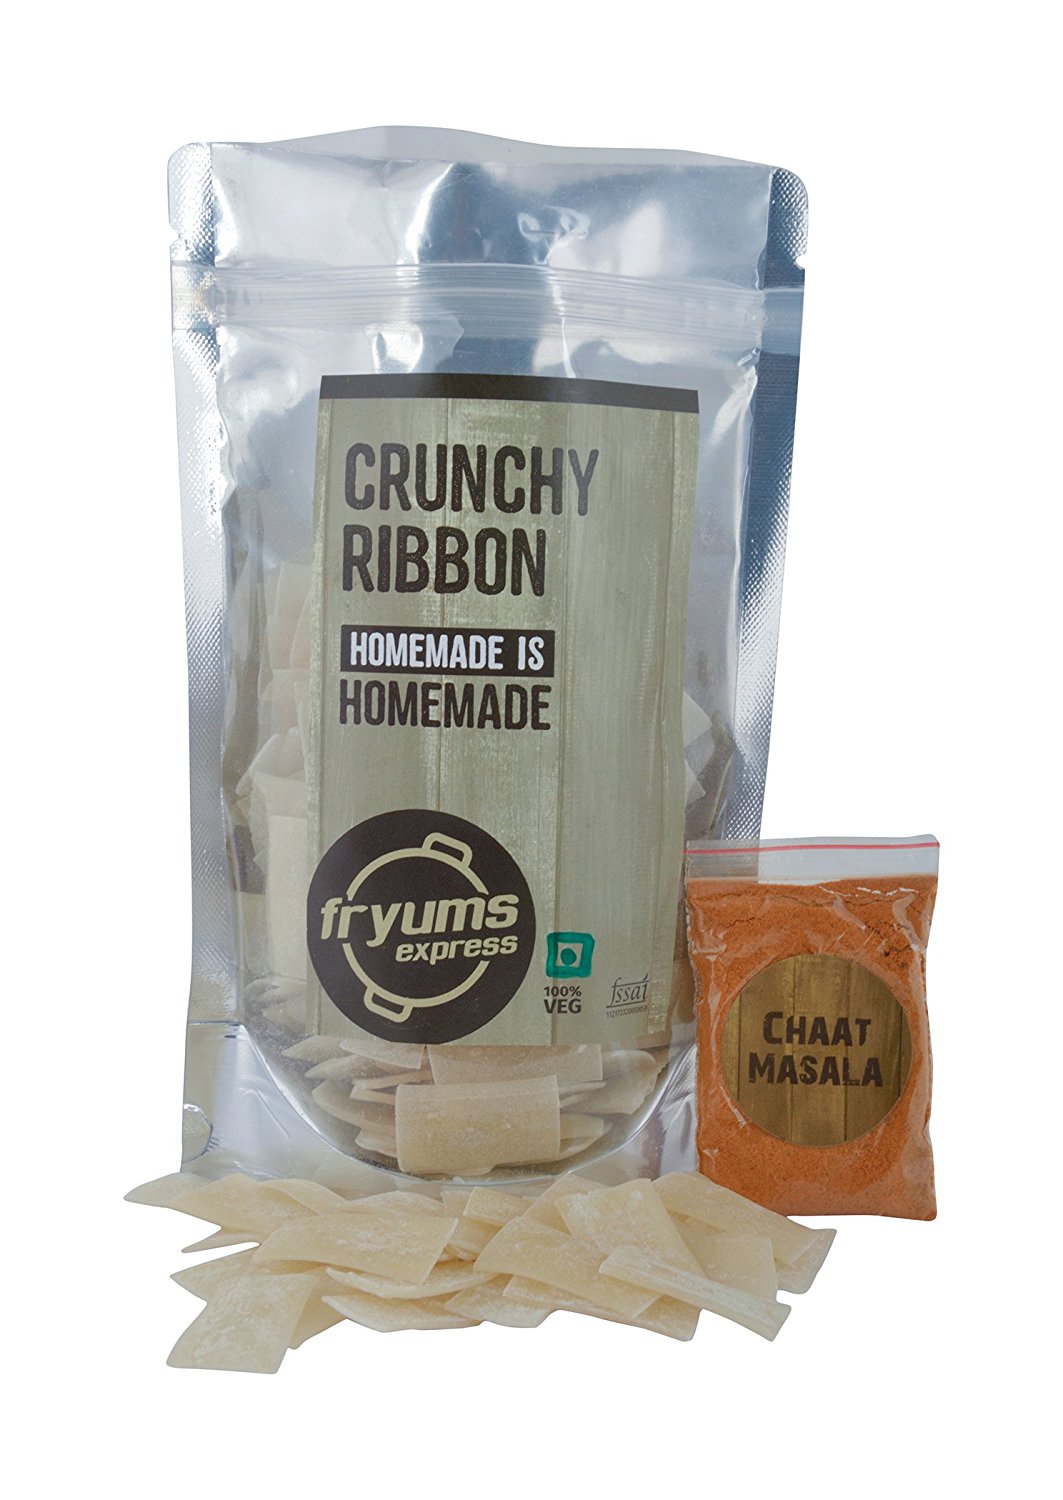 CRUNCHY
RIBBON
HOMEMADE IS
HOMEMADE
fryums
express
100%
VEG
fssai
CHAAT
MASALA